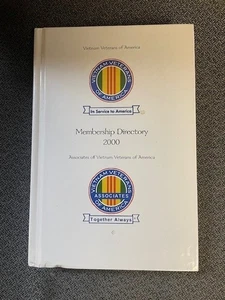 Vietnam Veterans of America
VIETNAM VETERANS
OF AMERICA
In Service to America
Membership Directory
2000
Associates of Vietnam Veterans of America
VIETNAM VETERANS
ASSOCIATES
OF AMERICA
Together Always